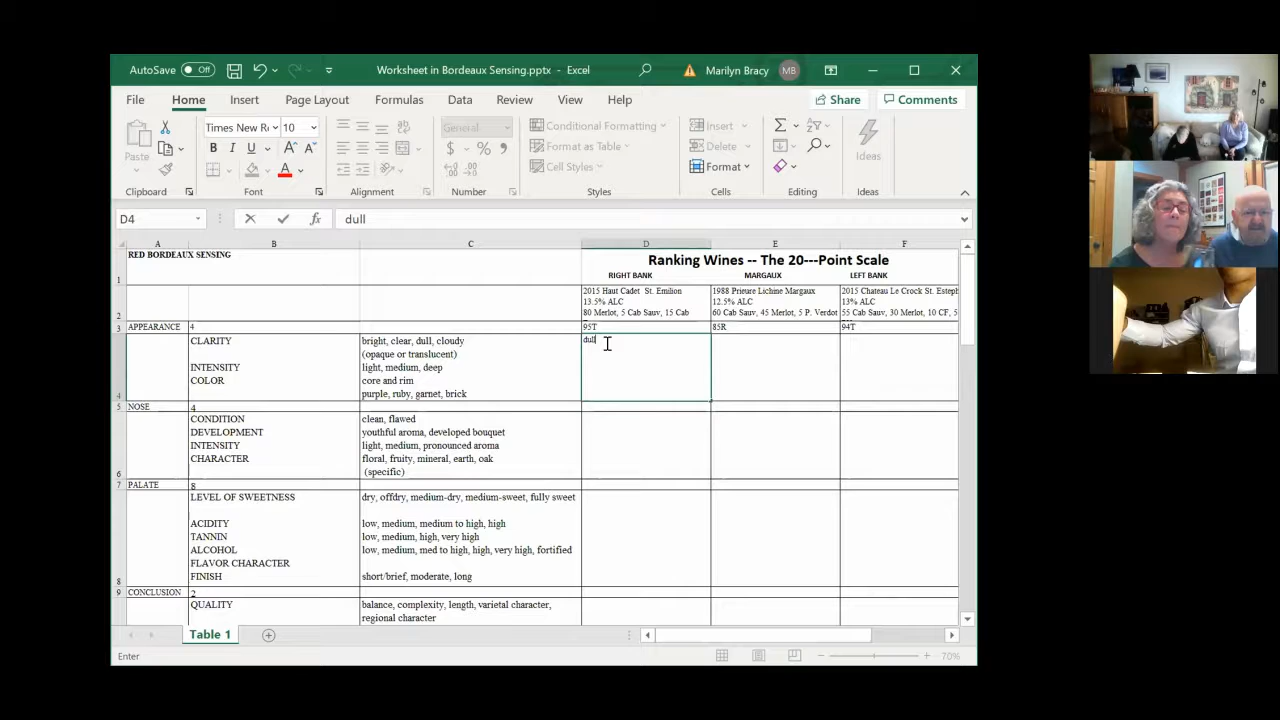 AutoSave Off Worksheet in Bordeaux Sensing.pptx - Excel Marilyn Bracy MB
File Home Insert Page Layout Formulas Data Review View Help Share Comments
Paste
Clipboard
Times New R 10
B I U A A
A
Font
Alignment
General
$ % ,
Number
Conditional Formatting
Format as Table
Cell Styles
Styles
Insert
Delete
Format
Cells
Editing
Ideas
Ideas
D4 fx dull
A B C D E F
1 RED BORDEAUX SENSING Ranking Wines -- The 20---Point Scale
RIGHT BANK MARGAUX LEFT BANK
2 2015 Haut Cadet St. Emilion 1988 Prieure Lichine Margaux 2015 Chateau Le Crock St. Esteph
13.5% ALC 12.5% ALC 13% ALC
80 Merlot, 5 Cab Sauv, 15 Cab 60 Cab Sauv, 45 Merlot, 5 P. Verdot 55 Cab Sauv, 30 Merlot, 10 CF, 5
3 APPEARANCE 4 95T 85R 94T
4 CLARITY bright, clear, dull, cloudy dull
(opaque or translucent)
INTENSITY light, medium, deep
COLOR core and rim
purple, ruby, garnet, brick
5 NOSE 4
6 CONDITION clean, flawed
DEVELOPMENT youthful aroma, developed bouquet
INTENSITY light, medium, pronounced aroma
CHARACTER floral, fruity, mineral, earth, oak
(specific)
7 PALATE 8
8 LEVEL OF SWEETNESS dry, offdry, medium-dry, medium-sweet, fully sweet
ACIDITY low, medium, medium to high, high
TANNIN low, medium, high, very high
ALCOHOL low, medium, med to high, high, very high, fortified
FLAVOR CHARACTER
FINISH short/brief, moderate, long
9 CONCLUSION 2
QUALITY balance, complexity, length, varietal character,
regional character
Table 1
Enter 70%